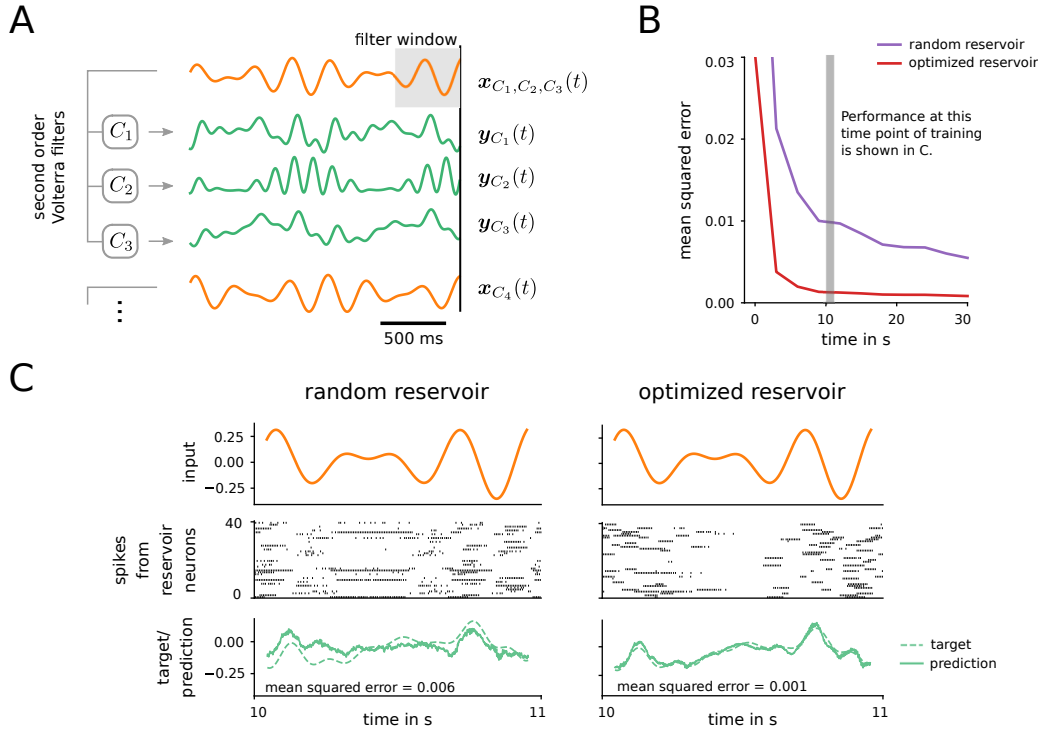 A
filter window
second order
Volterra filters
C₁
C₂
C₃
⋮
x_{C₁,C₂,C₃}(t)
y_{C₁}(t)
y_{C₂}(t)
y_{C₃}(t)
x_{C₄}(t)
500 ms
B
random reservoir
optimized reservoir
mean squared error
0.03
0.02
0.01
0.00
Performance at this
time point of training
is shown in C.
0
10
20
30
time in s
C
random reservoir
optimized reservoir
input
0.25
0.00
−0.25
spikes
from
reservoir
neurons
40
0
target/
prediction
0.00
−0.25
mean squared error = 0.006
mean squared error = 0.001
target
prediction
10
time in s
11
10
time in s
11